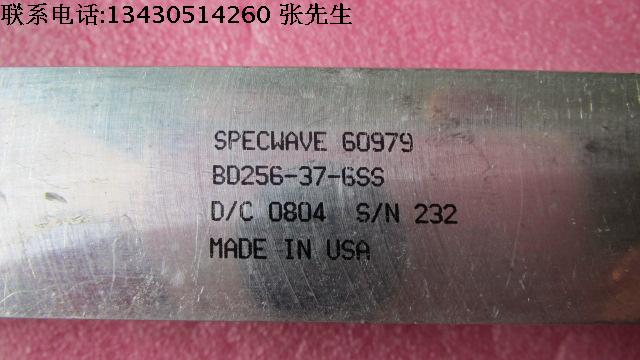 联系电话:13430514260 张先生
SPECWAVE 60979
BD256-37-6SS
D/C 0804 S/N 232
MADE IN USA